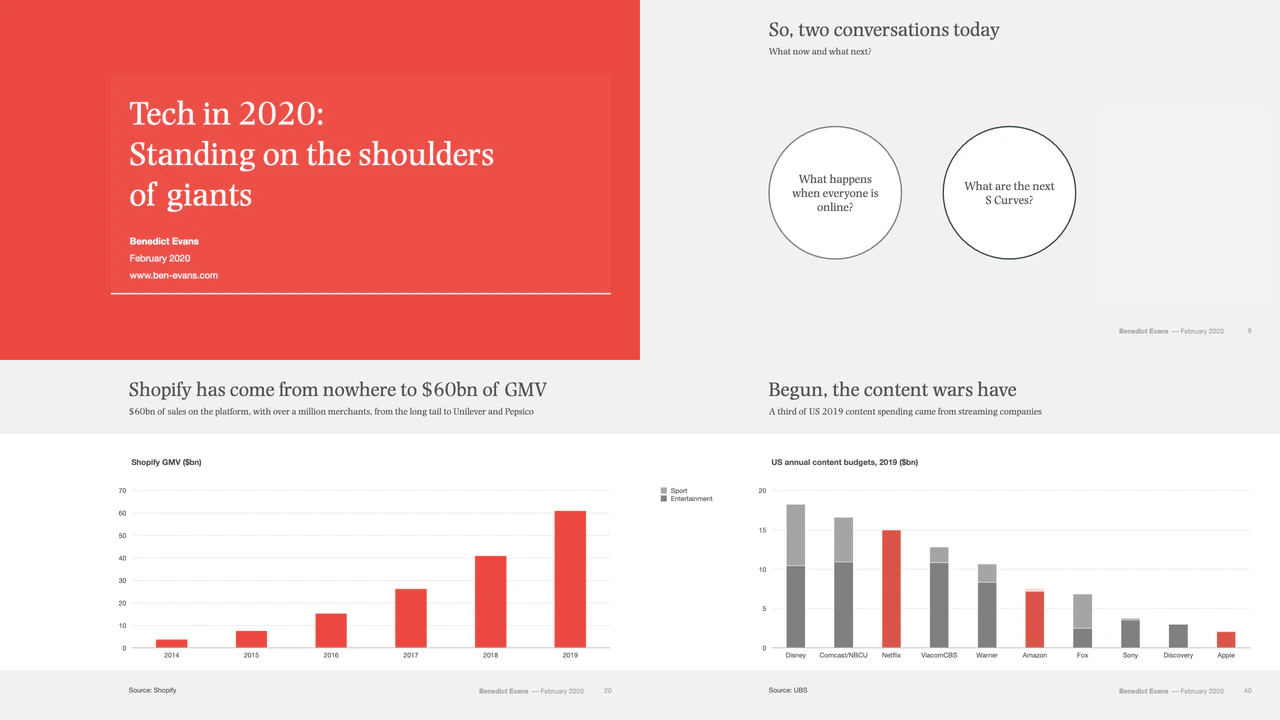 Tech in 2020:
Standing on the shoulders
of giants
Benedict Evans
February 2020
www.ben-evans.com
So, two conversations today
What now and what next?
What happens
when everyone is
online?
What are the next
S Curves?
Benedict Evans — February 2020 8
Shopify has come from nowhere to $60bn of GMV
$60bn of sales on the platform, with over a million merchants, from the long tail to Unilever and Pepsico
Shopify GMV ($bn)
70
60
50
40
30
20
10
0
2014 2015 2016 2017 2018 2019
Source: Shopify
Benedict Evans — February 2020 20
Begun, the content wars have
A third of US 2019 content spending came from streaming companies
US annual content budgets, 2019 ($bn)
Sport
Entertainment
20
15
10
5
0
Disney Comcast/NBCU Netflix ViacomCBS Warner Amazon Fox Sony Discovery Apple
Source: UBS
Benedict Evans — February 2020 40